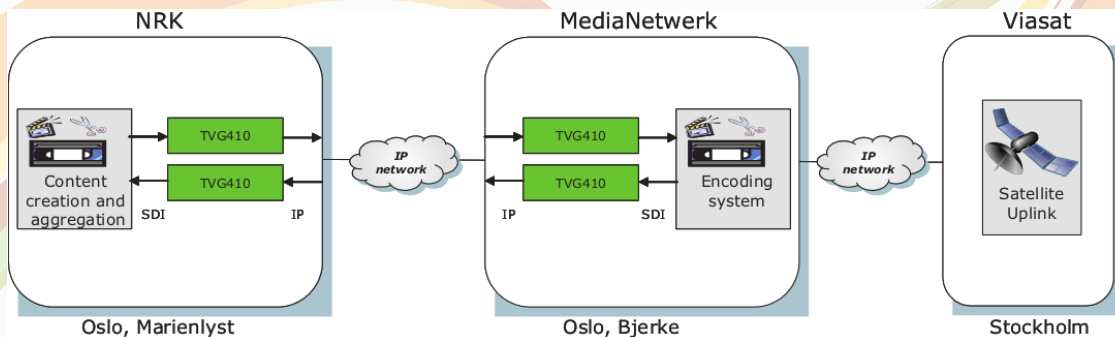 NRK
MediaNetwerk
Viasat
TVG410
TVG410
Content
creation and
aggregation
SDI
IP
IP
network
TVG410
TVG410
IP
SDI
Encoding
system
IP
network
Satellite
Uplink
Oslo, Marienlyst
Oslo, Bjerke
Stockholm